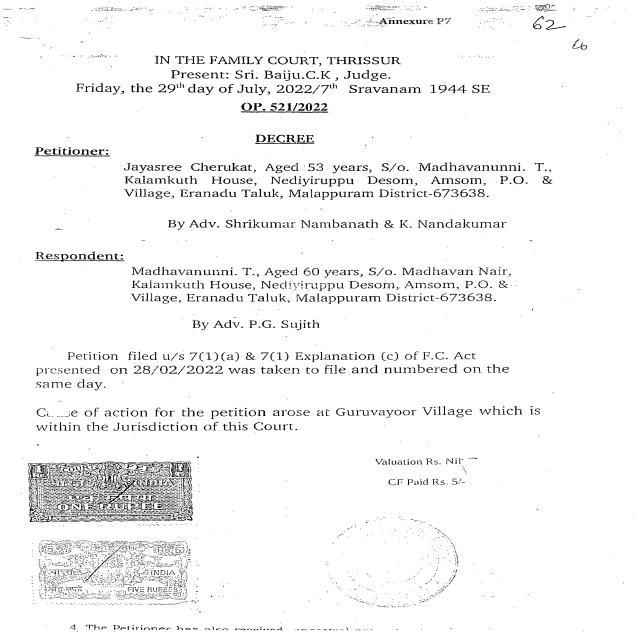 Annexure P7
62
IN THE FAMILY COURT, THRISSUR
Present: Sri. Baiju.C.K , Judge.
Friday, the 29th day of July, 2022/7th Sravanam 1944 SE
OP. 521/2022
DECREE
Petitioner:
Jayasree Cherukat, Aged 53 years, S/o. Madhavanunni. T.,
Kalamkuth House, Nediyiruppu Desom, Amsom, P.O. &
Village, Eranadu Taluk, Malappuram District-673638.
By Adv. Shrikumar Nambanath & K. Nandakumar
Respondent:
Madhavanunni. T., Aged 60 years, S/o. Madhavan Nair,
Kalamkuth House, Nediyiruppu Desom, Amsom, P.O. &
Village, Eranadu Taluk, Malappuram District-673638.
By Adv. P.G. Sujith
Petition filed u/s 7(1)(a) & 7(1) Explanation (c) of F.C. Act
presented on 28/02/2022 was taken to file and numbered on the
same day.
of action for the petition arose at Guruvayoor Village which is
within the Jurisdiction of this Court.
Valuation Rs. Nil
CF Paid Rs. 5/-
INDIA
ONE RUPEE
INDIA
FIVE RUPEES
4. The Petitioner has also received